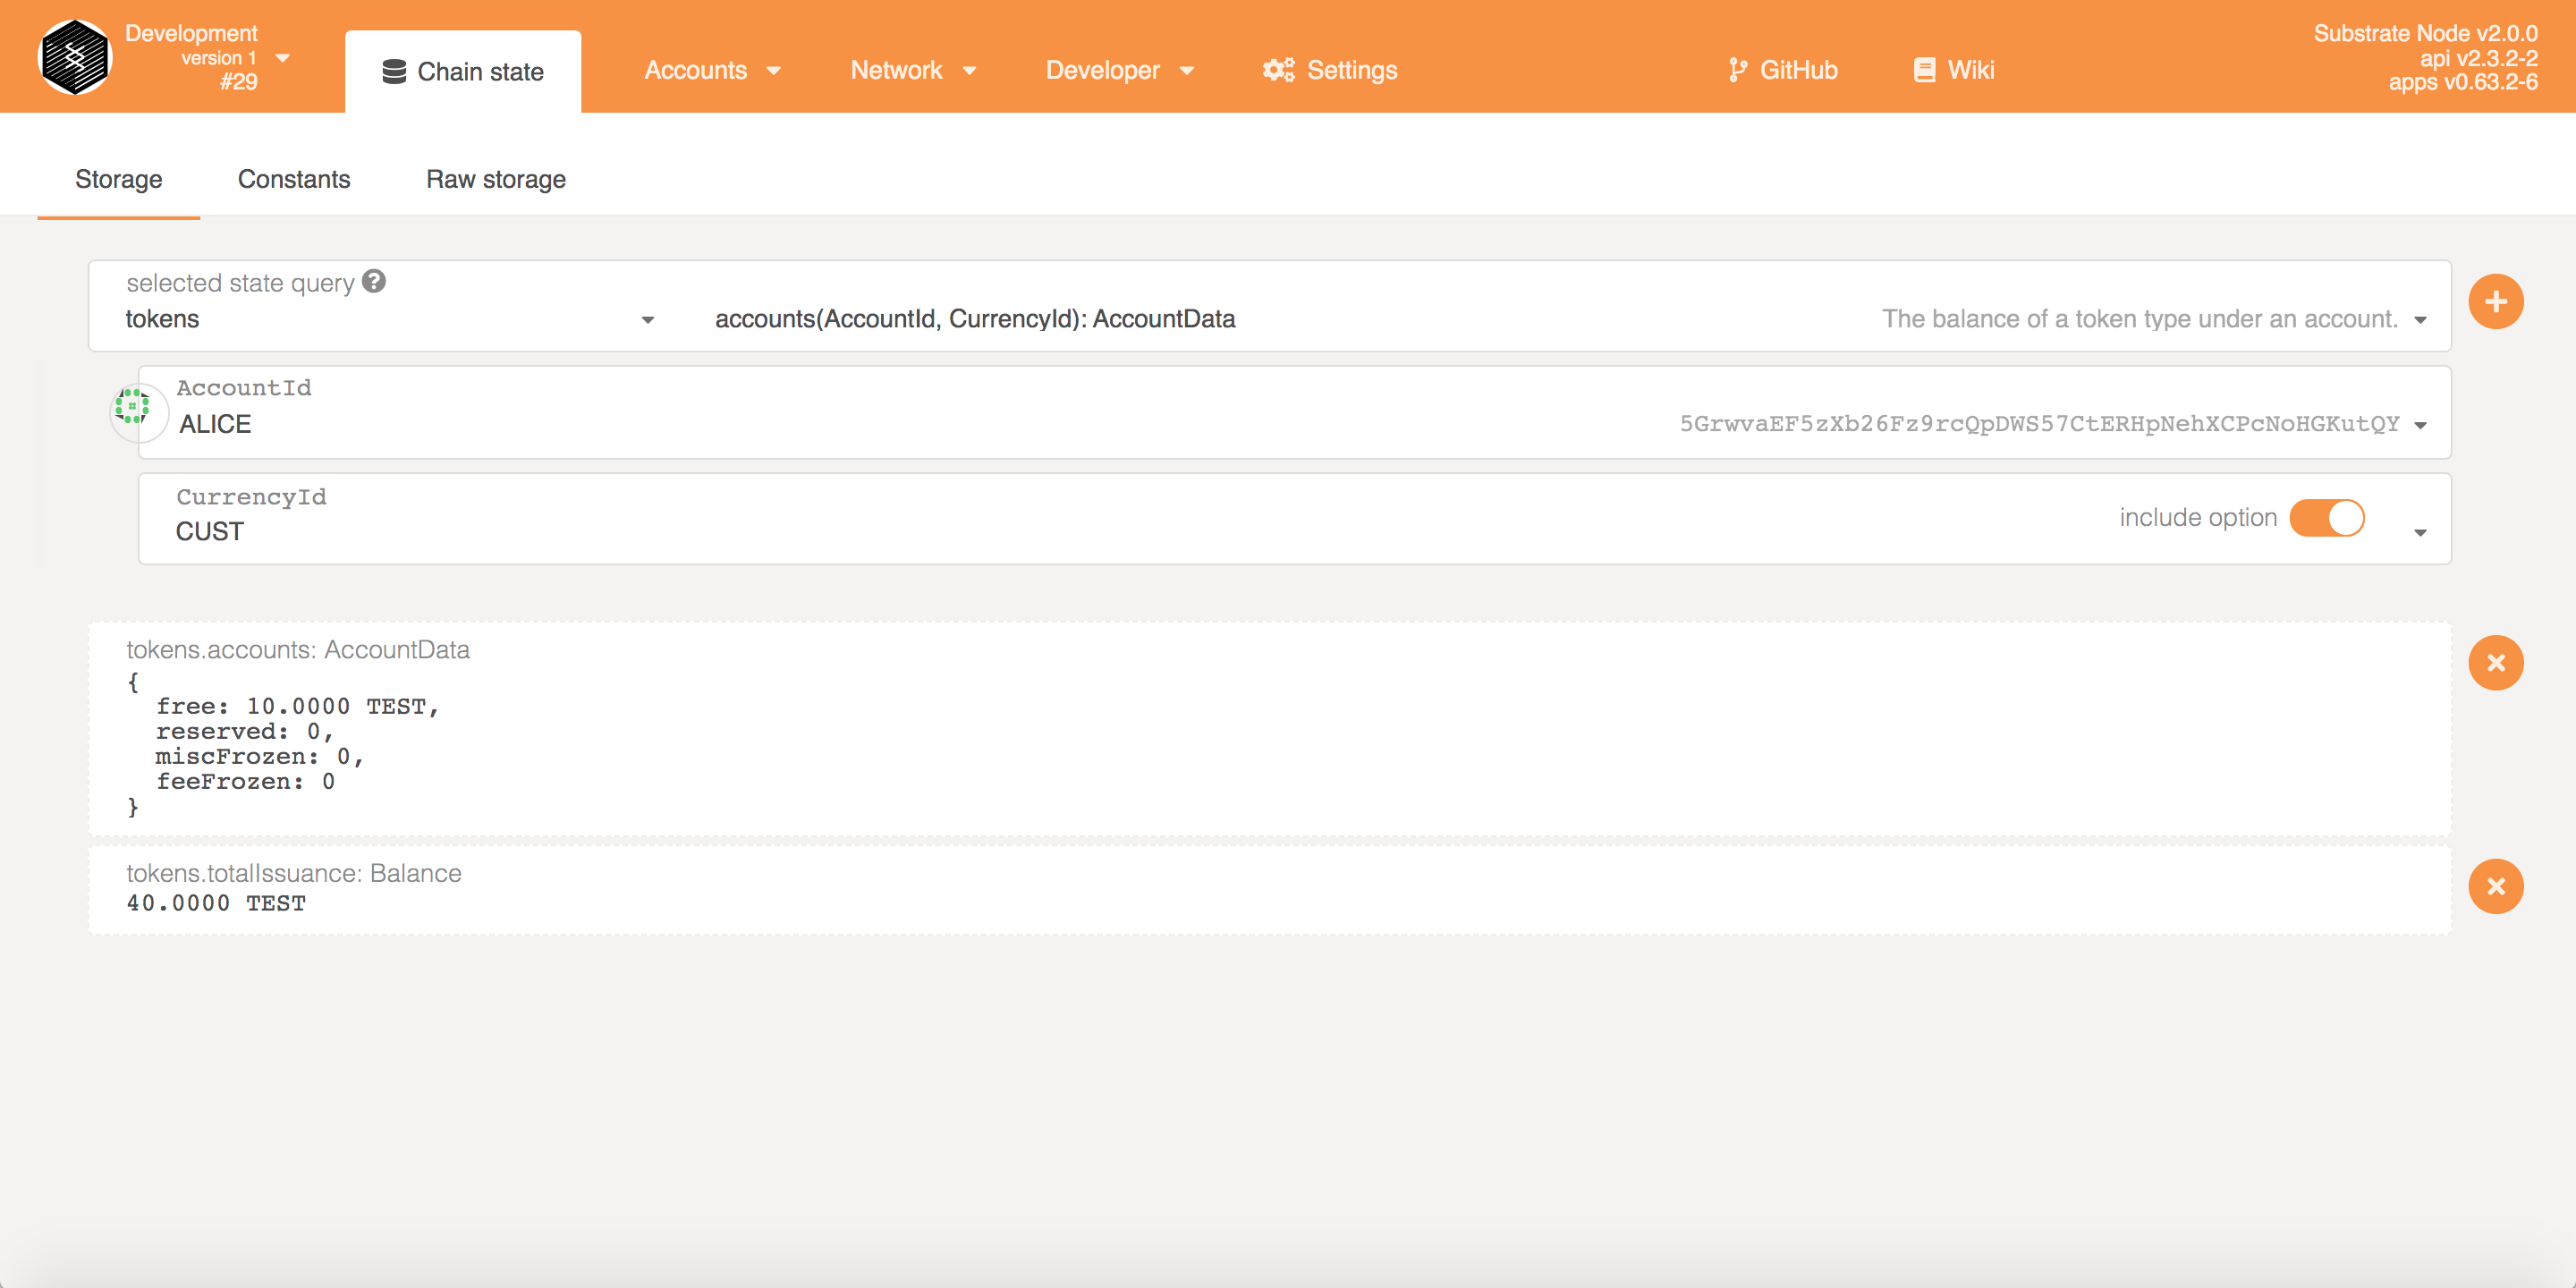 Development
version 1
#29
Chain state
Accounts
Network
Developer
Settings
GitHub
Wiki
Substrate Node v2.0.0
api v2.3.2-2
apps v0.63.2-6
Storage
Constants
Raw storage
selected state query
tokens
accounts(AccountId, CurrencyId): AccountData
The balance of a token type under an account.
AccountId
ALICE
5GrwvaEF5zXb26Fz9rcQpDWS57CtERHpNehXCPcNoHGKutQY
CurrencyId
CUST
include option
tokens.accounts: AccountData
{
free: 10.0000 TEST,
reserved: 0,
miscFrozen: 0,
feeFrozen: 0
}
tokens.totalIssuance: Balance
40.0000 TEST